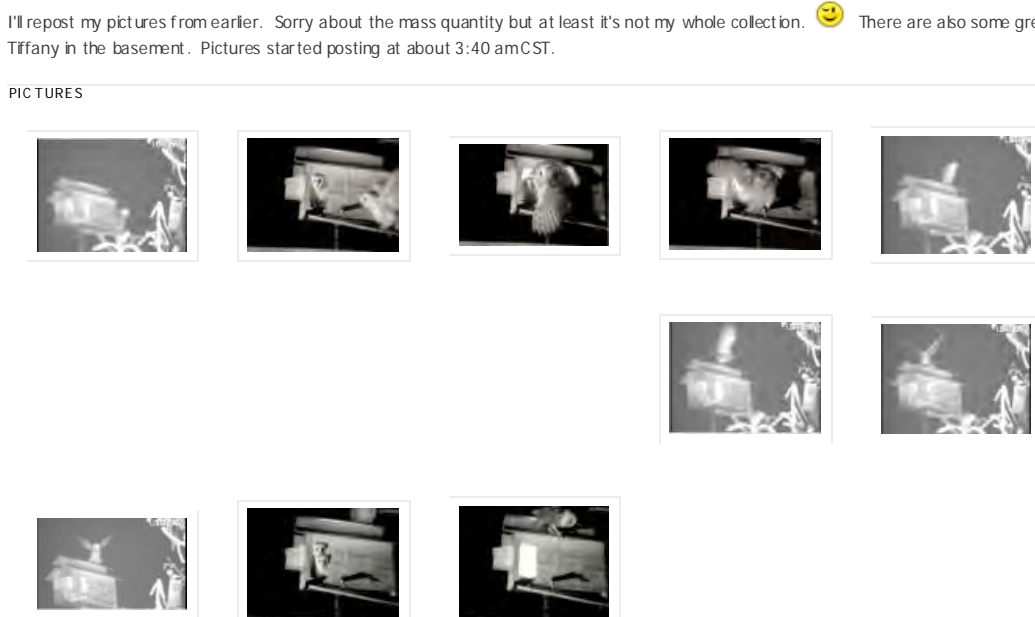 I'll repost my pictures from earlier. Sorry about the mass quantity but at least it's not my whole collection. There are also some
Tiffany in the basement. Pictures started posting at about 3:40 am CST.
PICTURES